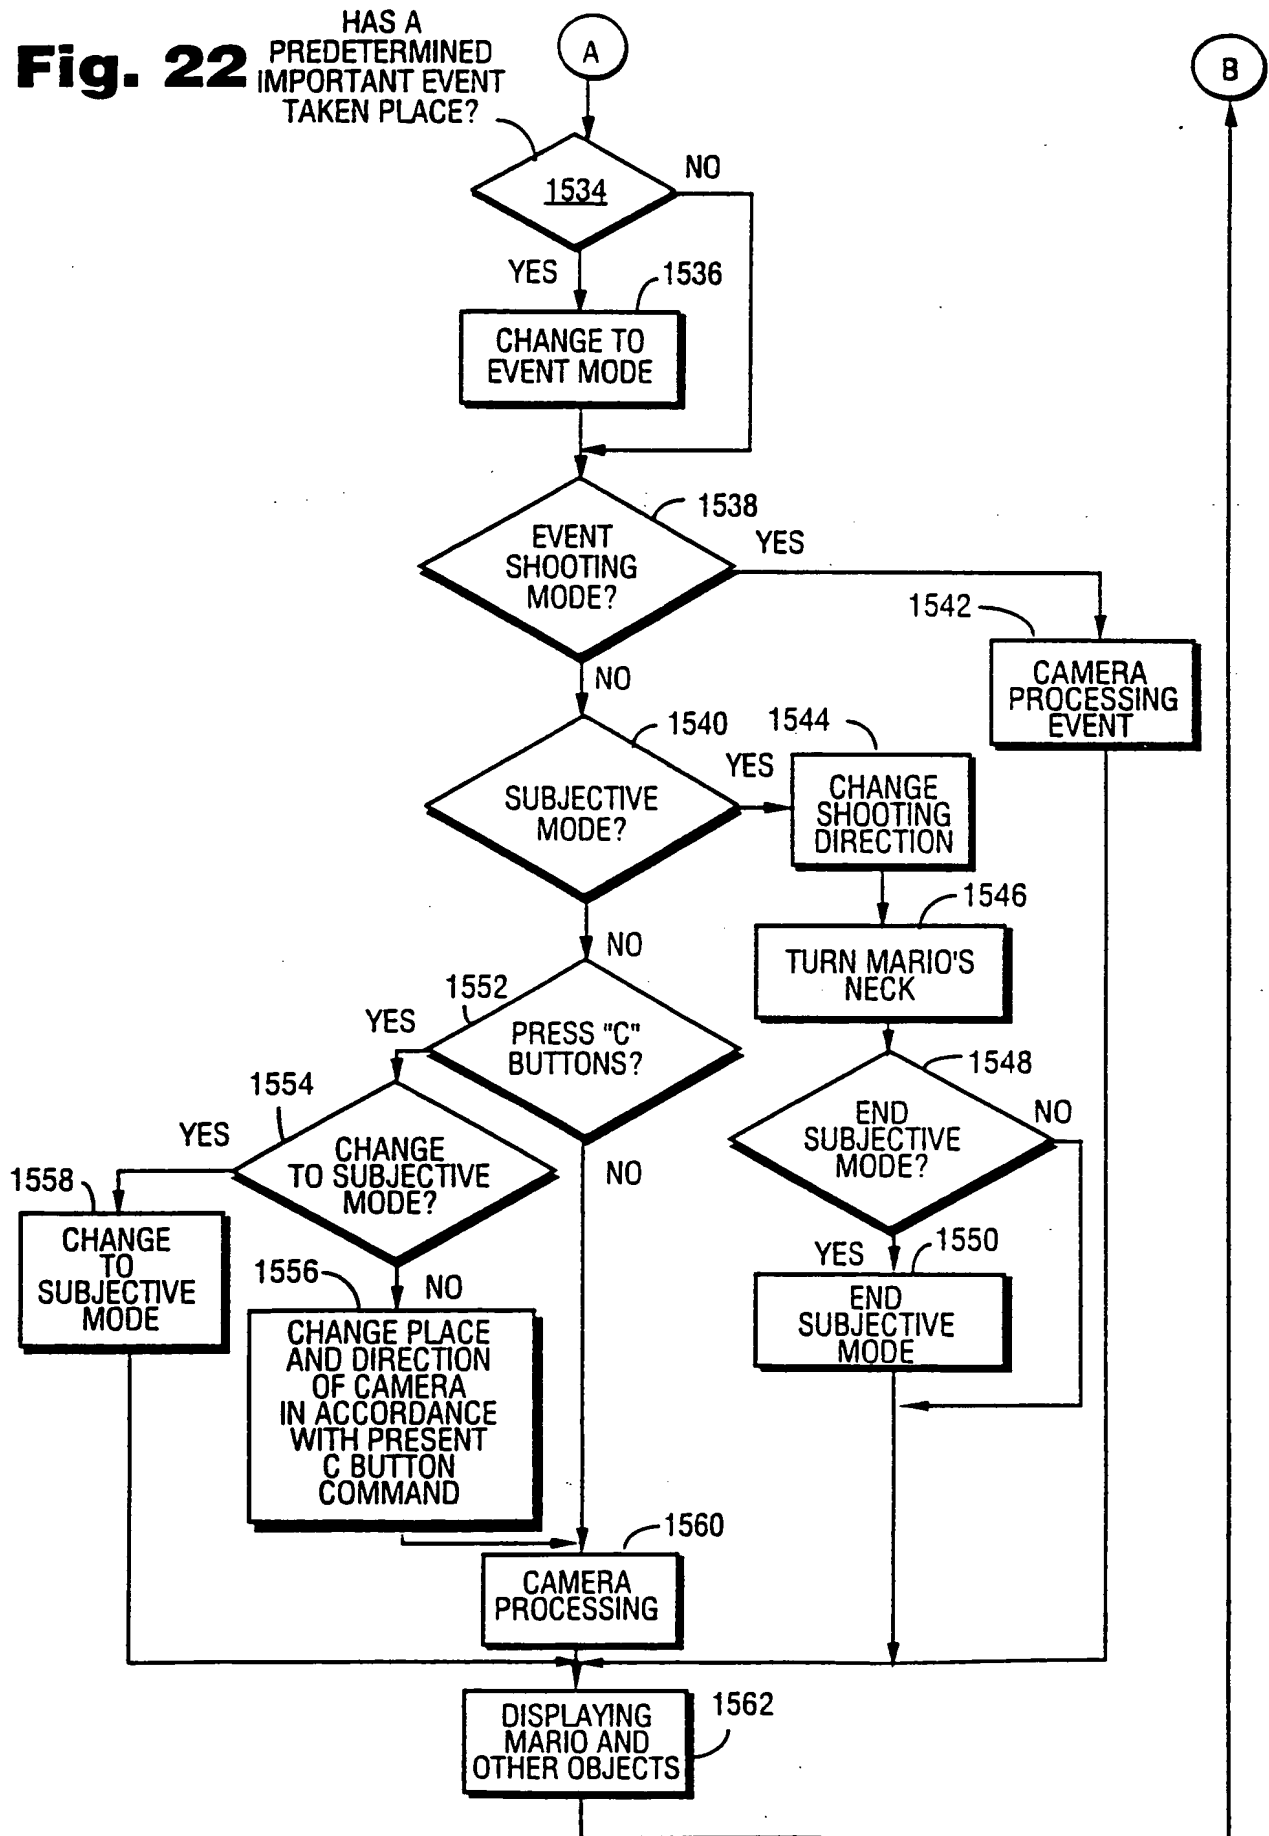 Fig. 22
HAS A
PREDETERMINED
IMPORTANT EVENT
TAKEN PLACE?
A
B
1534
NO
YES
1536
CHANGE TO
EVENT MODE
1538
EVENT
SHOOTING
MODE?
YES
1542
CAMERA
PROCESSING
EVENT
NO
1540
SUBJECTIVE
MODE?
YES
1544
CHANGE
SHOOTING
DIRECTION
1546
TURN MARIO'S
NECK
NO
1552
PRESS "C"
BUTTONS?
YES
1548
END
SUBJECTIVE
MODE?
NO
1554
CHANGE
TO SUBJECTIVE
MODE?
YES
NO
1558
CHANGE
TO
SUBJECTIVE
MODE
YES
1550
END
SUBJECTIVE
MODE
1556
NO
CHANGE PLACE
AND DIRECTION
OF CAMERA
IN ACCORDANCE
WITH PRESENT
C BUTTON
COMMAND
1560
CAMERA
PROCESSING
1562
DISPLAYING
MARIO AND
OTHER OBJECTS